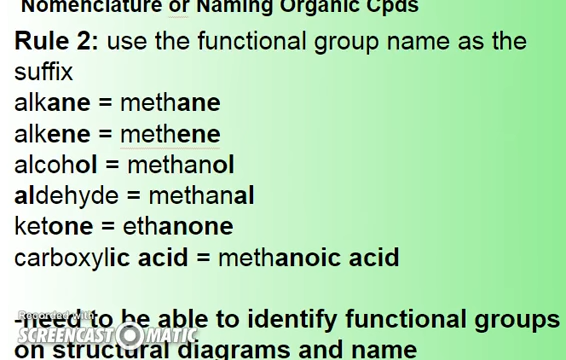 Nomenclature or Naming Organic Cpds
Rule 2: use the functional group name as the
suffix
alkane = methane
alkene = methene
alcohol = methanol
aldehyde = methanal
ketone = ethanone
carboxylic acid = methanoic acid
-need to be able to identify functional groups
Recorded with
SCREENCAST-O-MATIC
on structural diagrams and name